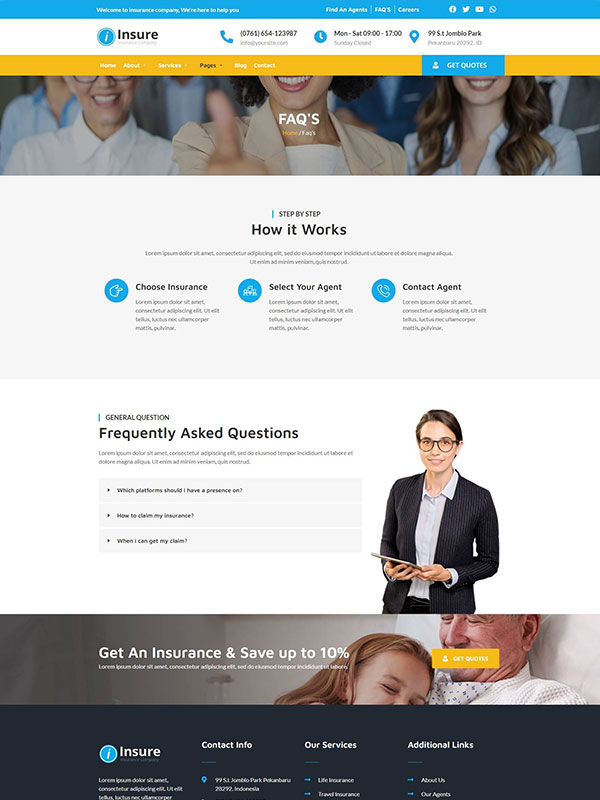 Welcome to insurance company, We're here to help you
Find An Agents
FAQ'S
Careers
Insure
Insurance Company
(0761) 654-123987
info@yoursite.com
Mon - Sat 09:00 - 17:00
Sunday Closed
99 S.t Jomblo Park
Pekanbaru 28292. ID
Home
About
Services
Pages
Blog
Contact
GET QUOTES
FAQ'S
Home / Faq's
STEP BY STEP
How it Works
Lorem ipsum dolor sit amet, consectetur adipiscing elit, sed do eiusmod tempor incididunt ut labore et dolore magna aliqua.
Ut enim ad minim veniam, quis nostrud.
Choose Insurance
Lorem ipsum dolor sit amet,
consectetur adipiscing elit. Ut elit
tellus, luctus nec ullamcorper
mattis, pulvinar.
Select Your Agent
Lorem ipsum dolor sit amet,
consectetur adipiscing elit. Ut elit
tellus, luctus nec ullamcorper
mattis, pulvinar.
Contact Agent
Lorem ipsum dolor sit amet,
consectetur adipiscing elit. Ut elit
tellus, luctus nec ullamcorper
mattis, pulvinar.
GENERAL QUESTION
Frequently Asked Questions
Lorem ipsum dolor sit amet, consectetur adipiscing elit, sed do eiusmod tempor incididunt ut labore et
dolore magna aliqua. Ut enim ad minim veniam, quis nostrud.
Which platforms should i have a presence on?
How to claim my insurance?
When i can get my claim?
Get An Insurance & Save up to 10%
Lorem ipsum dolor sit amet, consectetur adipiscing elit, sed do eiusmod tempor incididunt ut labore
GET QUOTES
Insure
Insurance Company
Lorem ipsum dolor sit amet,
Contact Info
99 S.t Jomblo Park Pekanbaru
28292. Indonesia
Our Services
Life Insurance
Travel Insurance
Additional Links
About Us
Our Agents